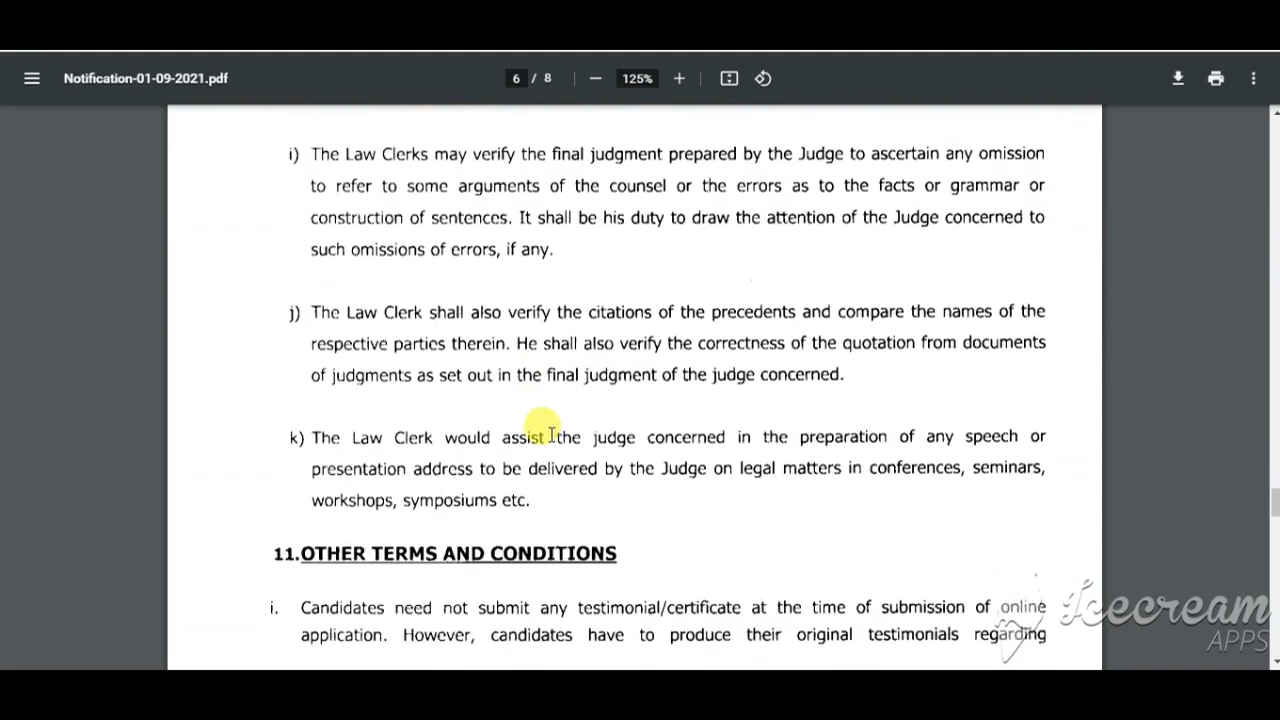 Notification-01-09-2021.pdf
6 / 8
125%
i) The Law Clerks may verify the final judgment prepared by the Judge to ascertain any omission
to refer to some arguments of the counsel or the errors as to the facts or grammar or
construction of sentences. It shall be his duty to draw the attention of the Judge concerned to
such omissions of errors, if any.
j) The Law Clerk shall also verify the citations of the precedents and compare the names of the
respective parties therein. He shall also verify the correctness of the quotation from documents
of judgments as set out in the final judgment of the judge concerned.
k) The Law Clerk would assist the judge concerned in the preparation of any speech or
presentation address to be delivered by the Judge on legal matters in conferences, seminars,
workshops, symposiums etc.
11.OTHER TERMS AND CONDITIONS
i. Candidates need not submit any testimonial/certificate at the time of submission of online
application. However, candidates have to produce their original testimonials regarding
Icecream
APPS